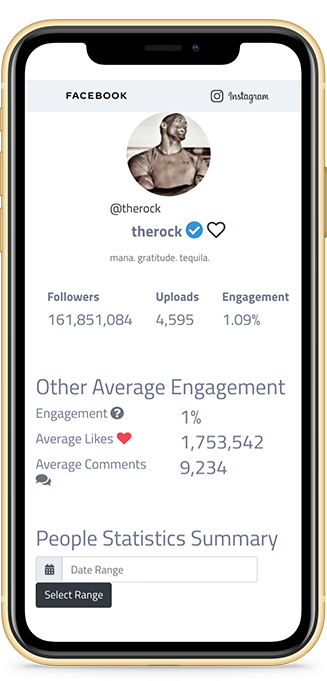 FACEBOOK
Instagram
@therock
therock
mana. gratitude. tequila.
Followers Uploads Engagement
161,851,084 4,595 1.09%
Other Average Engagement
Engagement ? 1%
Average Likes 1,753,542
Average Comments 9,234
People Statistics Summary
Date Range
Select Range